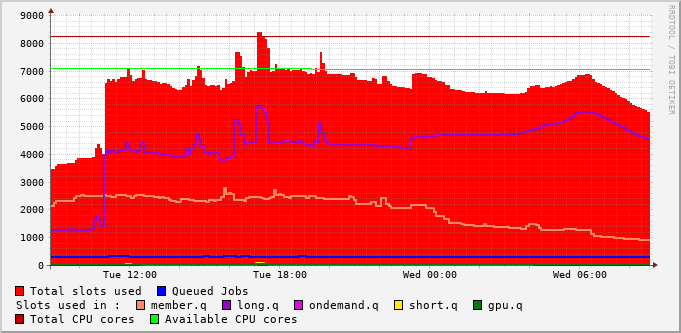 9000
8000
7000
6000
5000
4000
3000
2000
1000
0
Tue 12:00 Tue 18:00 Wed 00:00 Wed 06:00
RRDTOOL / TOBI OETIKER
Total slots used Queued Jobs
Slots used in : member.q long.q ondemand.q short.q gpu.q
Total CPU cores Available CPU cores